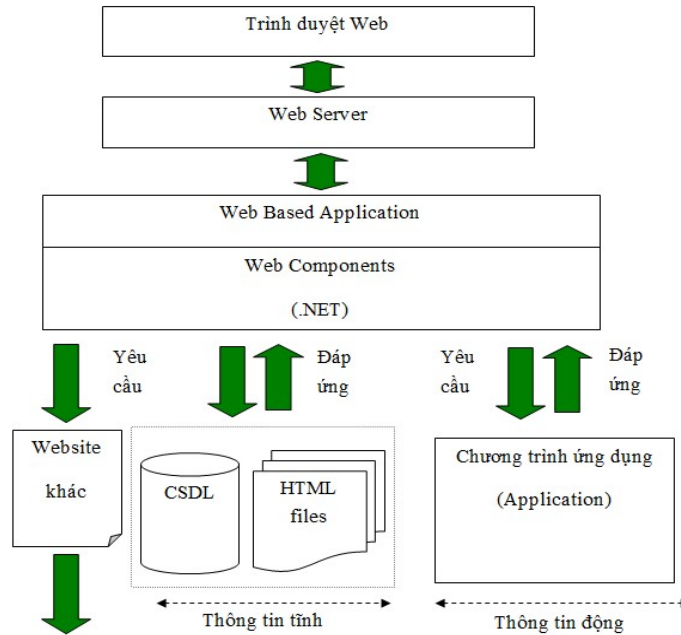 Trình duyệt Web
Web Server
Web Based Application
Web Components
(.NET)
Yêu
cầu
Đáp
ứng
Yêu
cầu
Đáp
ứng
Website
khác
CSDL
HTML
files
Chương trình ứng dụng
(Application)
Thông tin tĩnh
Thông tin động